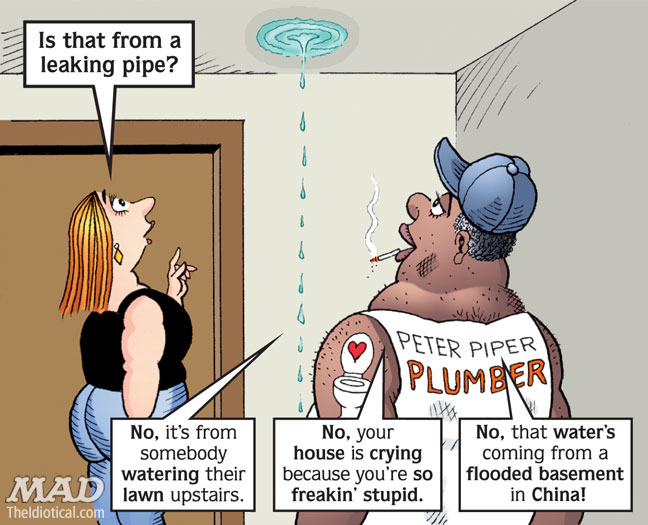 Is that from a
leaking pipe?
PETER PIPER
PLUMBER
No, it's from
somebody
watering their
lawn upstairs.
No, your
house is crying
because you're so
freakin' stupid.
No, that water's
coming from a
flooded basement
in China!
MAD
TheIdiotical.com